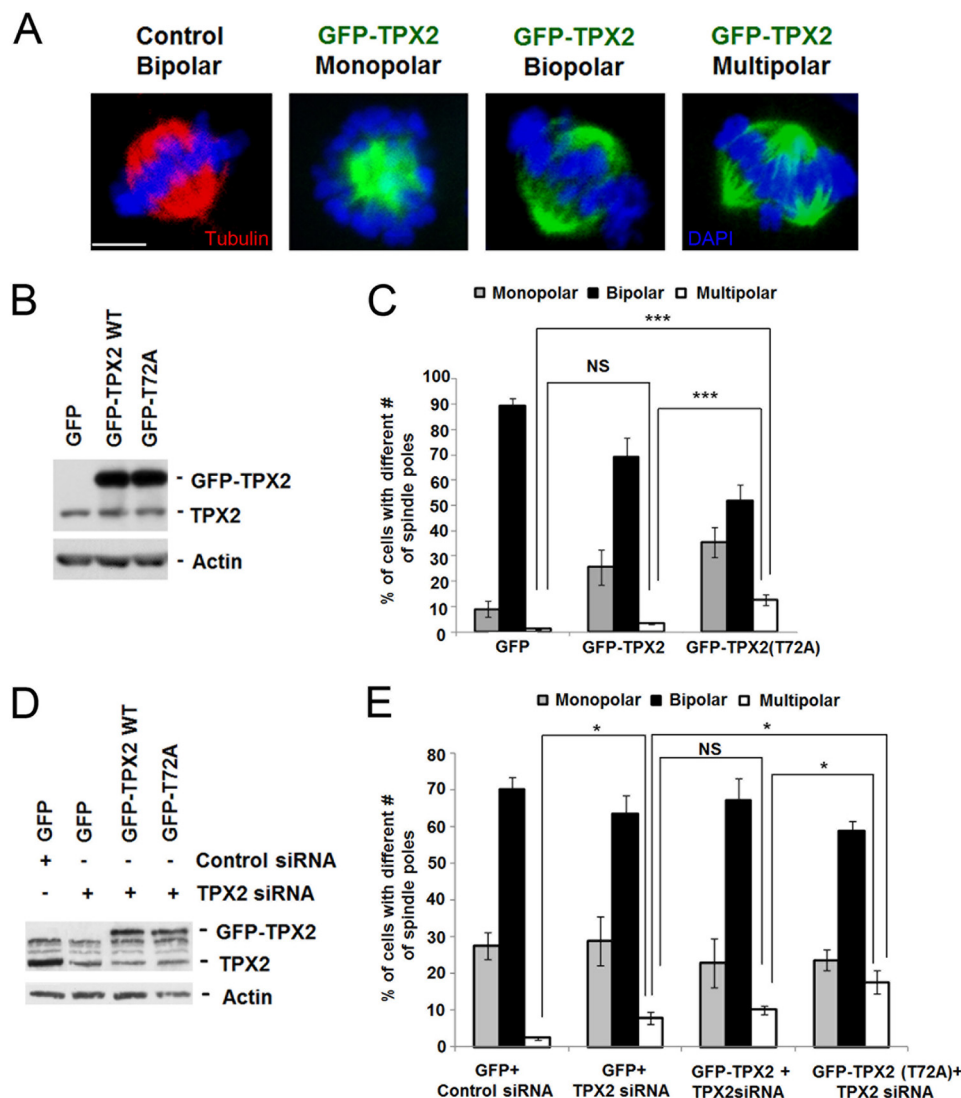 A
Control
Bipolar
GFP-TPX2
Monopolar
GFP-TPX2
Biopolar
GFP-TPX2
Multipolar
Tubulin
DAPI
B
GFP
GFP-TPX2 WT
GFP-T72A
- GFP-TPX2
- TPX2
- Actin
C
Monopolar Bipolar Multipolar
***
NS
***
% of cells with different #
of spindle poles
100
90
80
70
60
50
40
30
20
10
0
GFP GFP-TPX2 GFP-TPX2(T72A)
D
GFP
GFP
GFP-TPX2 WT
GFP-T72A
+ - - - Control siRNA
- + + + TPX2 siRNA
- GFP-TPX2
- TPX2
- Actin
E
Monopolar Bipolar Multipolar
* *
NS
*
% of cells with different #
of spindle poles
80
70
60
50
40
30
20
10
0
GFP+
Control siRNA
GFP+
TPX2 siRNA
GFP-TPX2 +
TPX2siRNA
GFP-TPX2 (T72A)+
TPX2 siRNA